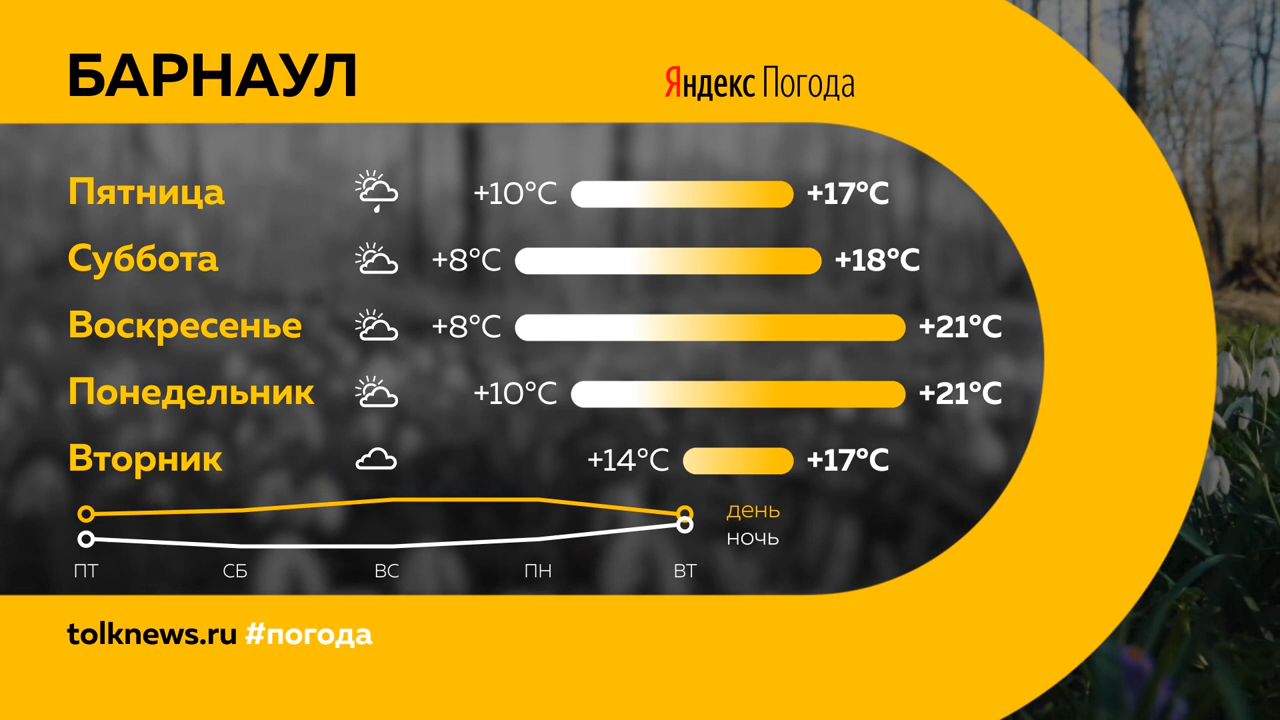 БАРНАУЛ
Яндекс Погода
Пятница +10°C +17°C
Суббота +8°C +18°C
Воскресенье +8°C +21°C
Понедельник +10°C +21°C
Вторник +14°C +17°C
день
ночь
ПТ СБ ВС ПН ВТ
tolknews.ru #погода